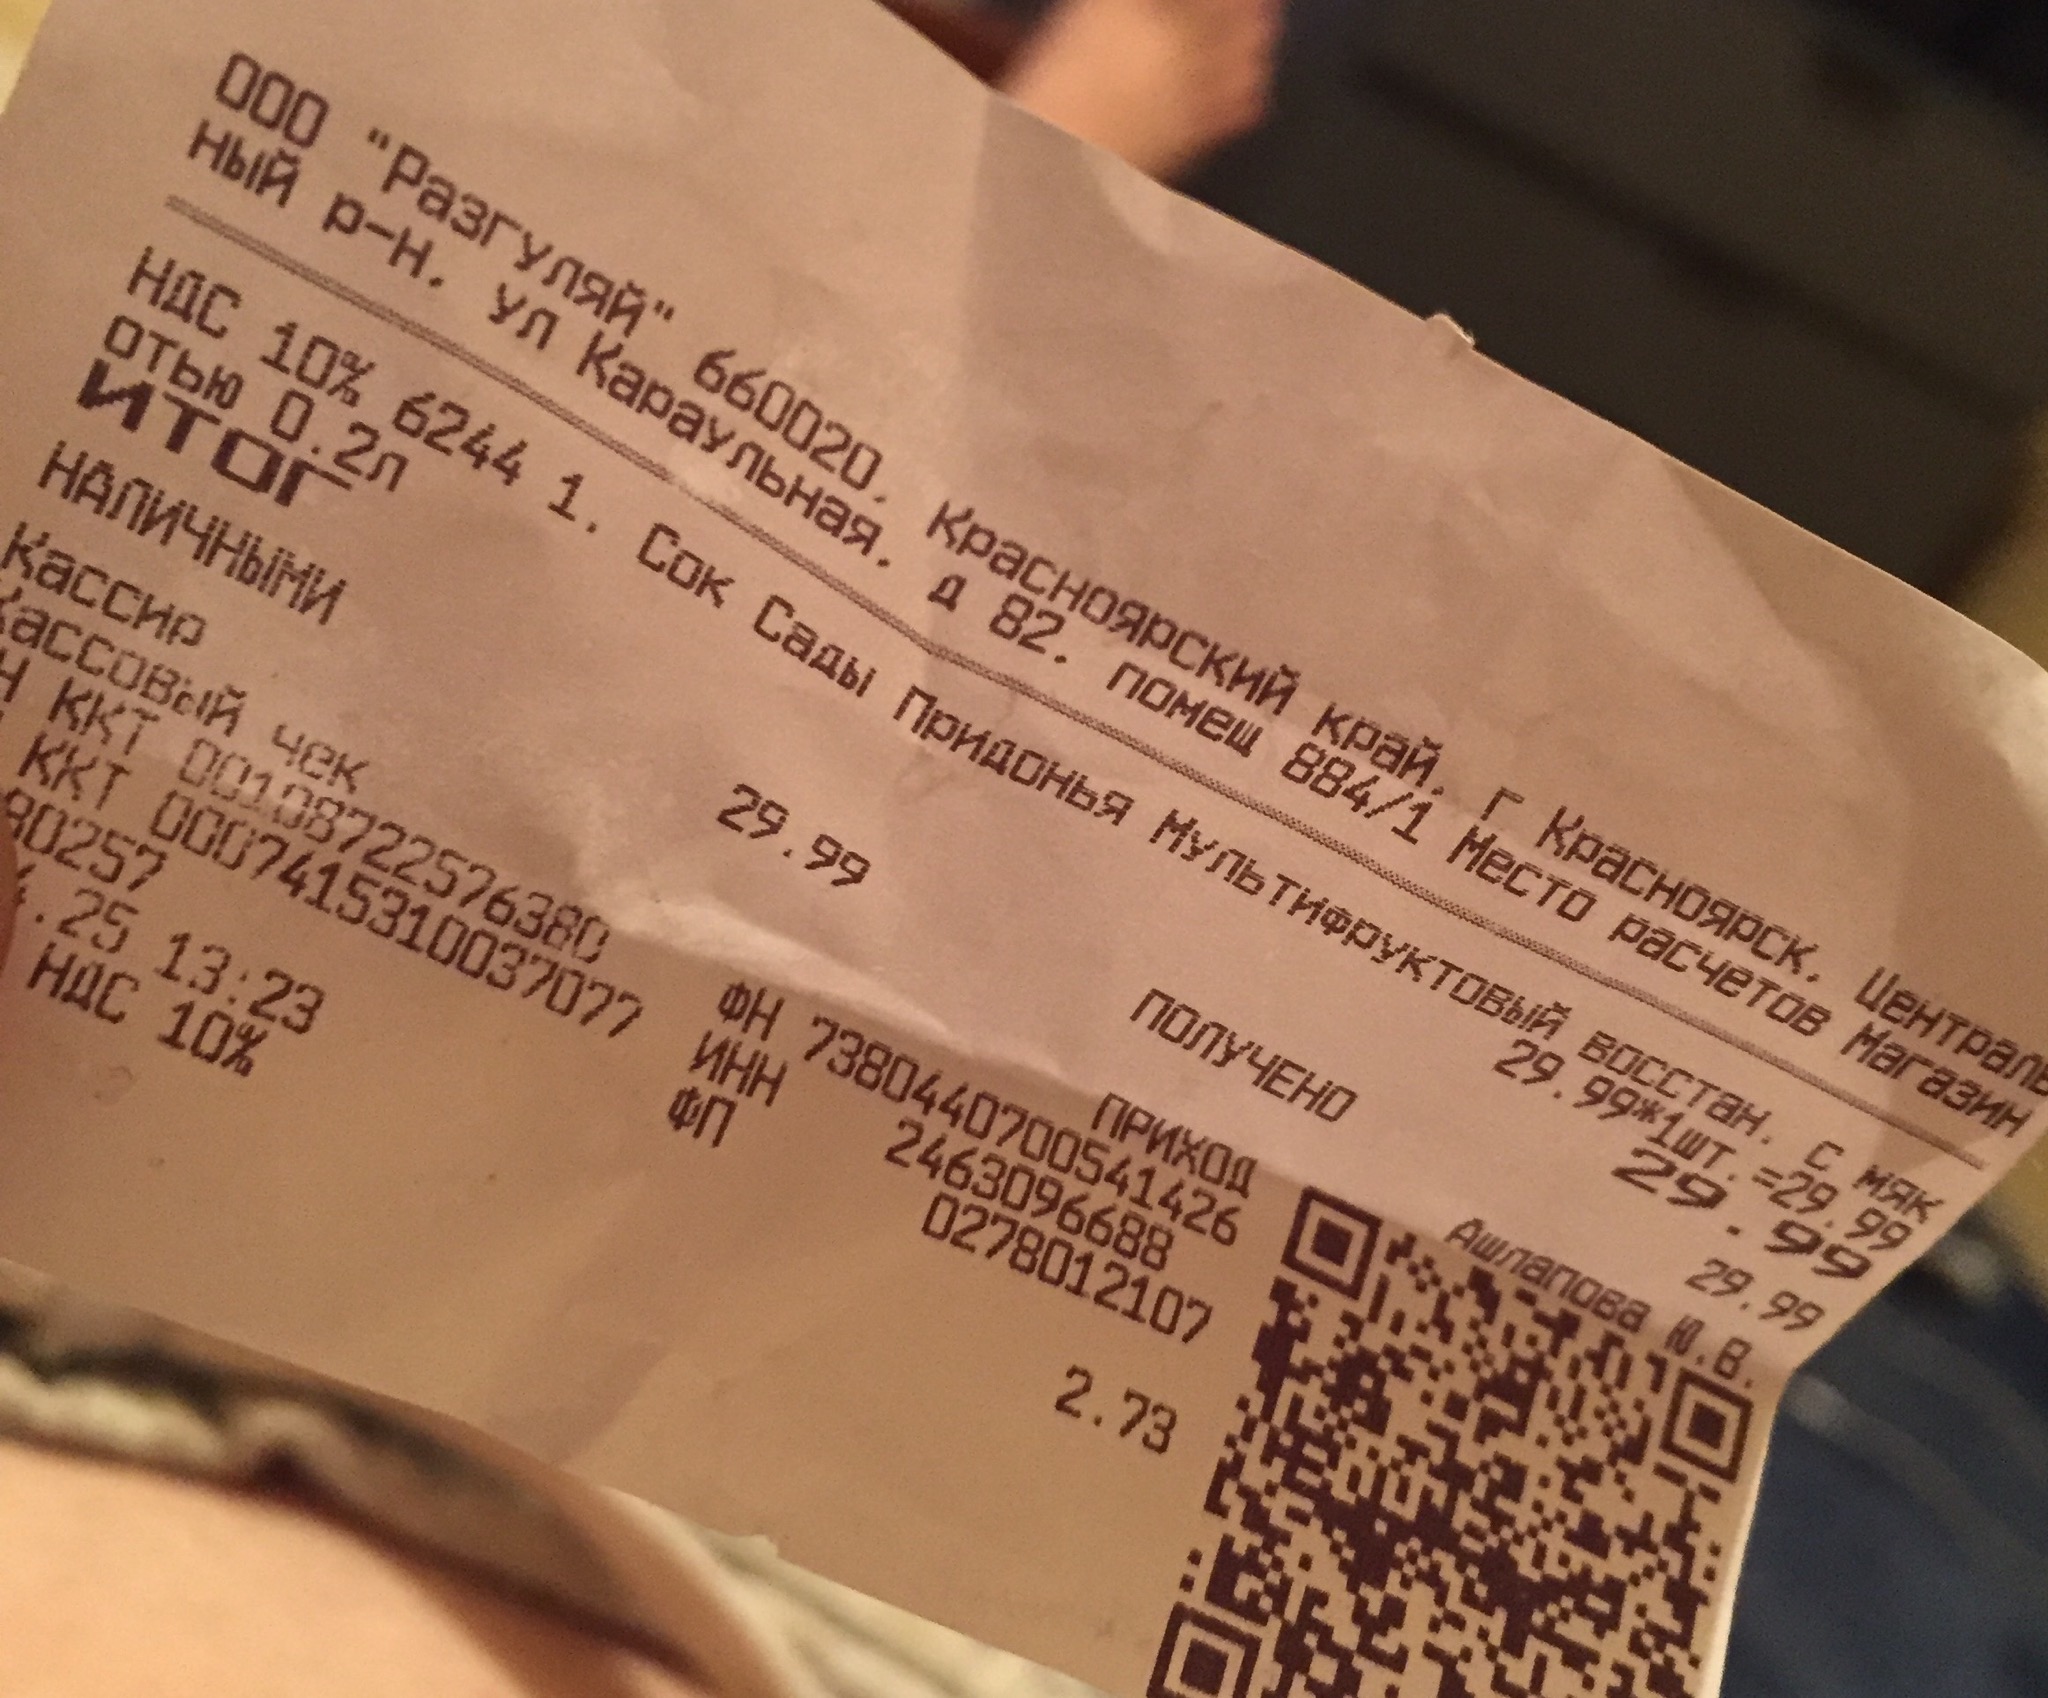 ООО "Разгуляй" 660020, Красноярский край, г Красноярск, Централь
ный р-н, ул Караульная, д 82, помещ 884/1 Место расчетов Магазин
НДС 10% 6244 1. Сок Сады Придонья Мультифруктовый восстан. с мяк
отью 0.2л 29.99*1шт.=29.99
ИТОГ 29.99
НАЛИЧНЫМИ 29.99 ПОЛУЧЕНО 29.99
Кассир Ашлапова Ю.В.
Кассовый чек ПРИХОД
Н ККТ 00108722576380 ФН 7380440700541426
ККТ 0007415310037077 ИНН 2463096688
80257 ФП 0278012107
.25 13:23
НДС 10% 2.73